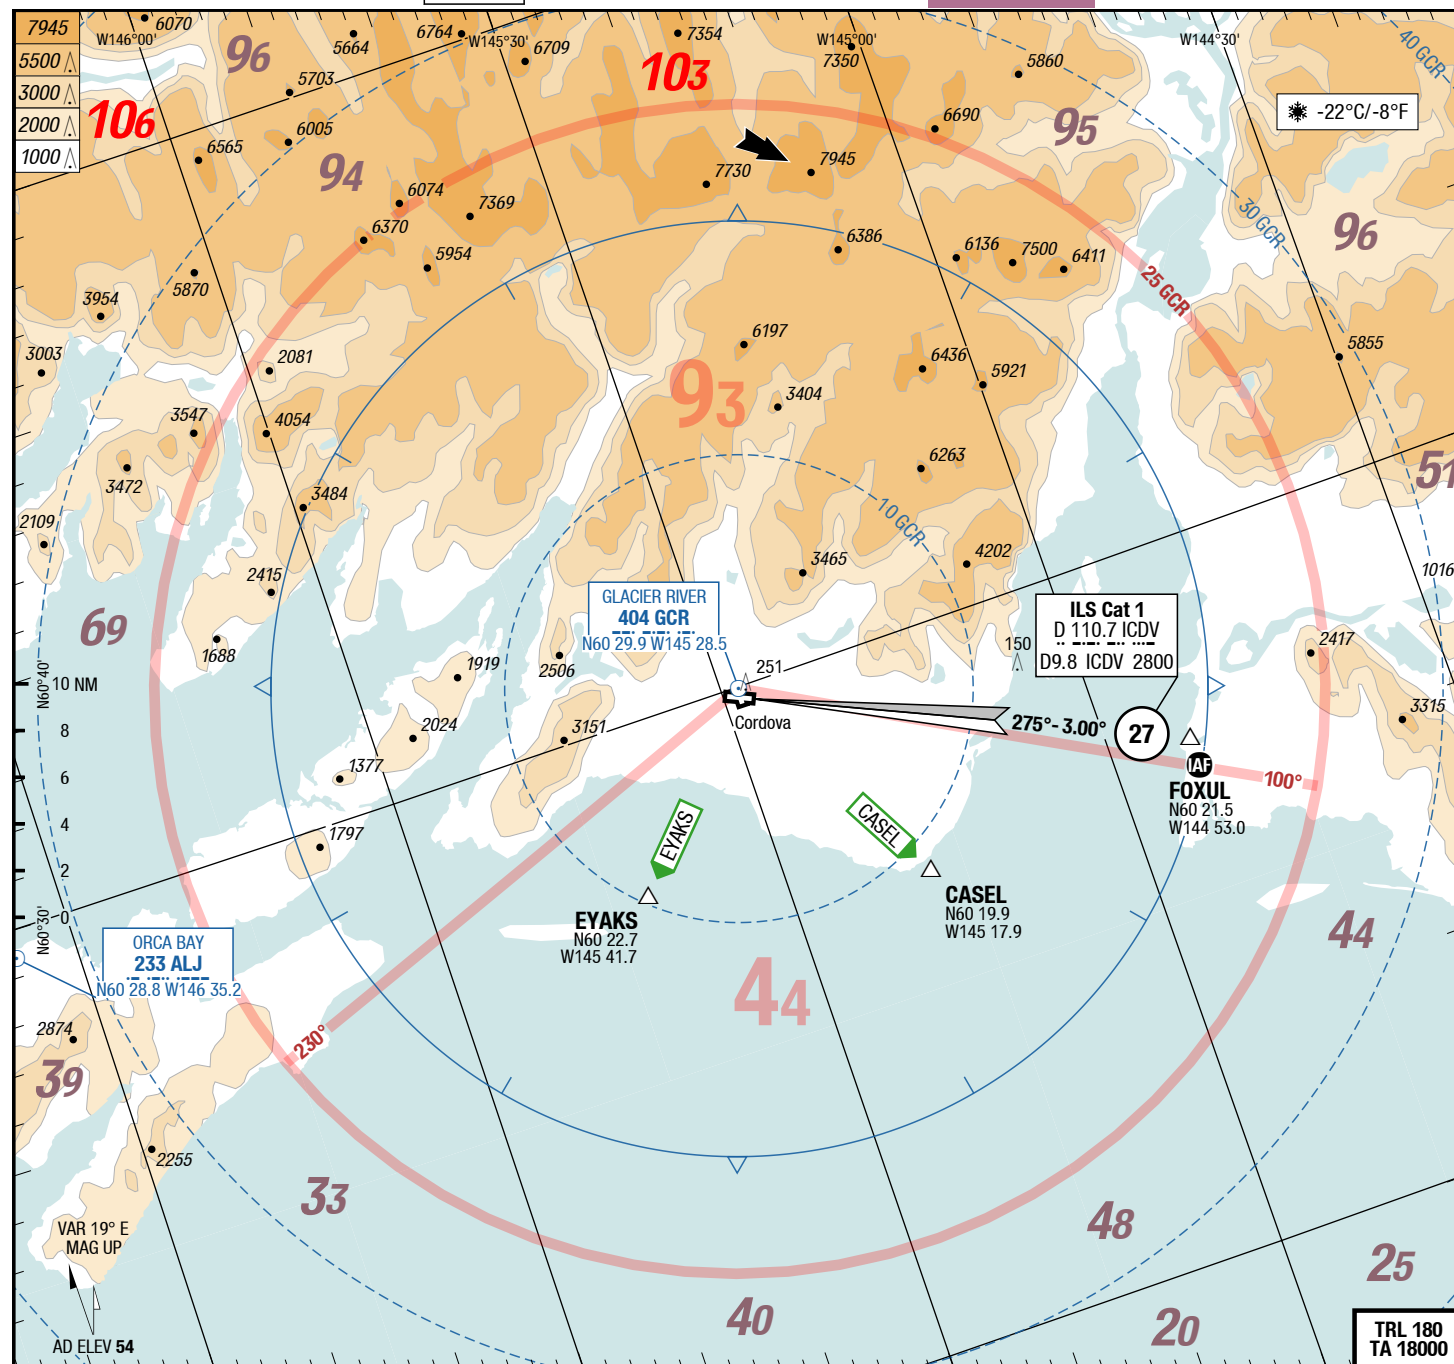 7945
5500
3000
2000
1000
6070
W146°00'
96
5664
6764
W145°30'
6709
7354
W145°00'
7350
5860
W144°30'
40 GCR
-22°C/-8°F
106
5703
103
6005
6565
94
7730
7945
6690
95
6074
7369
6370
5954
6386
6136
7500
6411
30 GCR
96
5870
3954
25 GCR
3003
2081
6197
6436
5921
5855
93
3404
3547
4054
3472
6263
51
3484
2109
10 GCR
2415
3465
4202
1016
GLACIER RIVER
404 GCR
N60 29.9 W145 28.5
ILS Cat 1
D 110.7 ICDV
D9.8 ICDV 2800
150
69
1688
1919
2506
251
2417
N60°40'
10 NM
8
6
4
2
0
N60°30'
2024
3151
Cordova
275°- 3.00°
27
3315
1377
IAF
100°
FOXUL
N60 21.5
W144 53.0
1797
EYAKS
CASEL
EYAKS
N60 22.7
W145 41.7
CASEL
N60 19.9
W145 17.9
44
ORCA BAY
233 ALJ
N60 28.8 W146 35.2
44
2874
230°
39
2255
33
48
VAR 19° E
MAG UP
25
40
20
AD ELEV 54
TRL 180
TA 18000